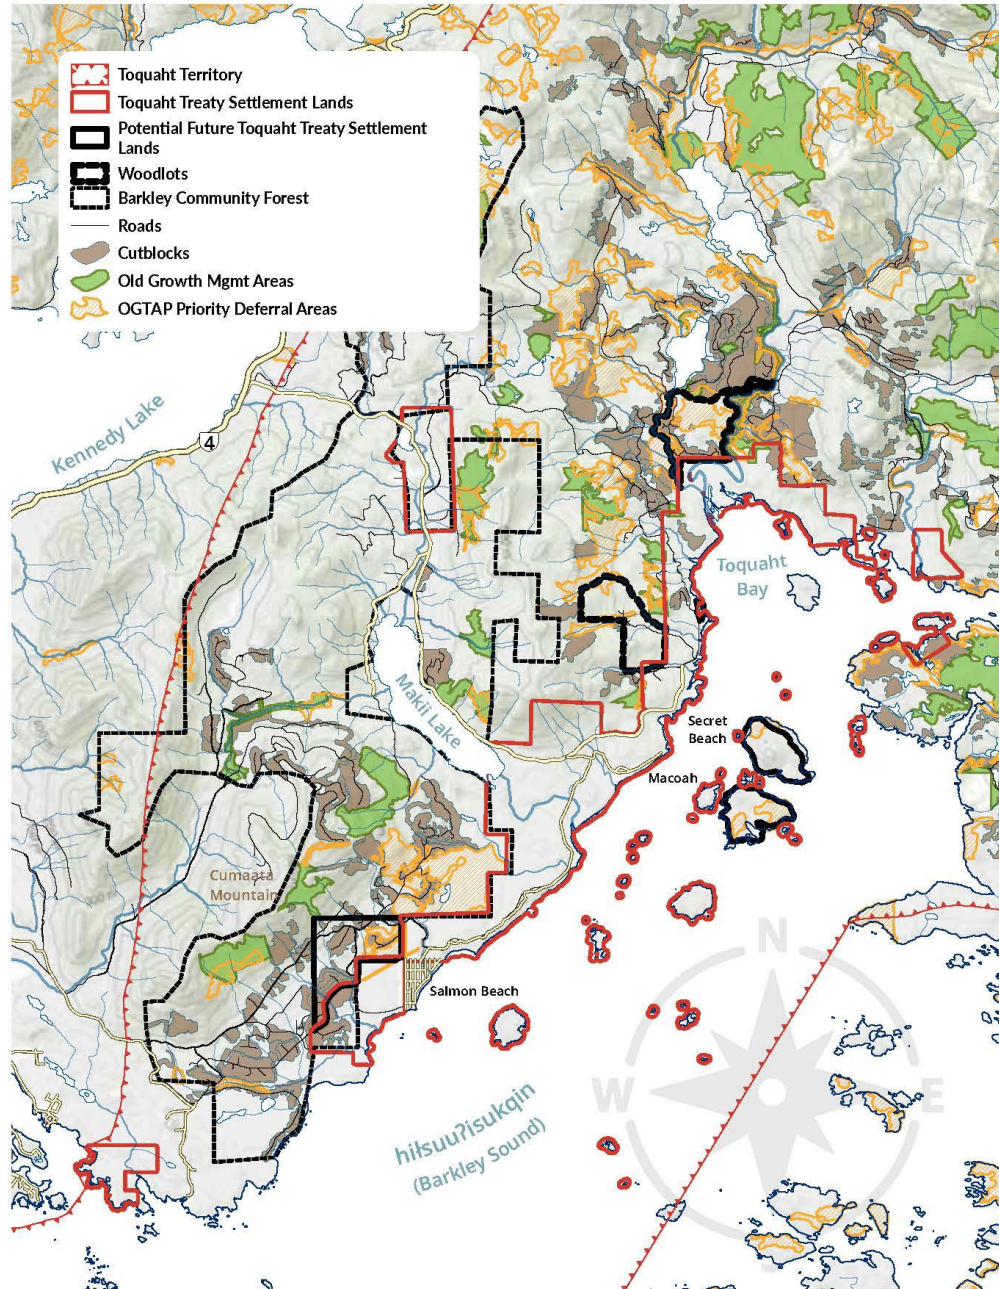 Toquaht Territory
Toquaht Treaty Settlement Lands
Potential Future Toquaht Treaty Settlement
Lands
Woodlots
Barkley Community Forest
Roads
Cutblocks
Old Growth Mgmt Areas
OGTAP Priority Deferral Areas
Kennedy Lake
4
Toquaht
Bay
Makii Lake
Secret
Beach
Macoah
Cumaata
Mountain
Salmon Beach
N
W
E
S
hiłsuuʔisukqin
(Barkley Sound)